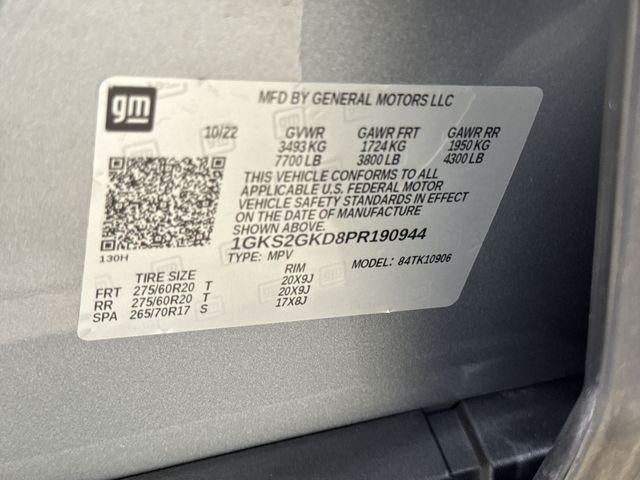 gm
MFD BY GENERAL MOTORS LLC
10/22 GVWR GAWR FRT GAWR RR
3493 KG 1724 KG 1950 KG
7700 LB 3800 LB 4300 LB
THIS VEHICLE CONFORMS TO ALL
APPLICABLE U.S. FEDERAL MOTOR
VEHICLE SAFETY STANDARDS IN EFFECT
ON THE DATE OF MANUFACTURE
SHOWN ABOVE.
1GKS2GKD8PR190944
130H
TYPE: MPV MODEL: 84TK10906
TIRE SIZE RIM
FRT 275/60R20 T 20X9J
RR 275/60R20 T 20X9J
SPA 265/70R17 S 17X8J